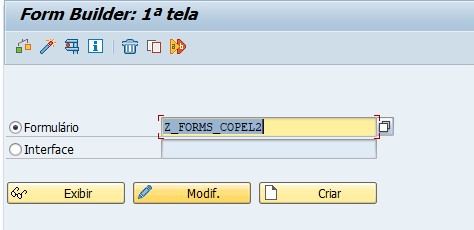 Form Builder: 1ª tela
Formulário Z_FORMS_COPEL2
Interface
Exibir Modif. Criar